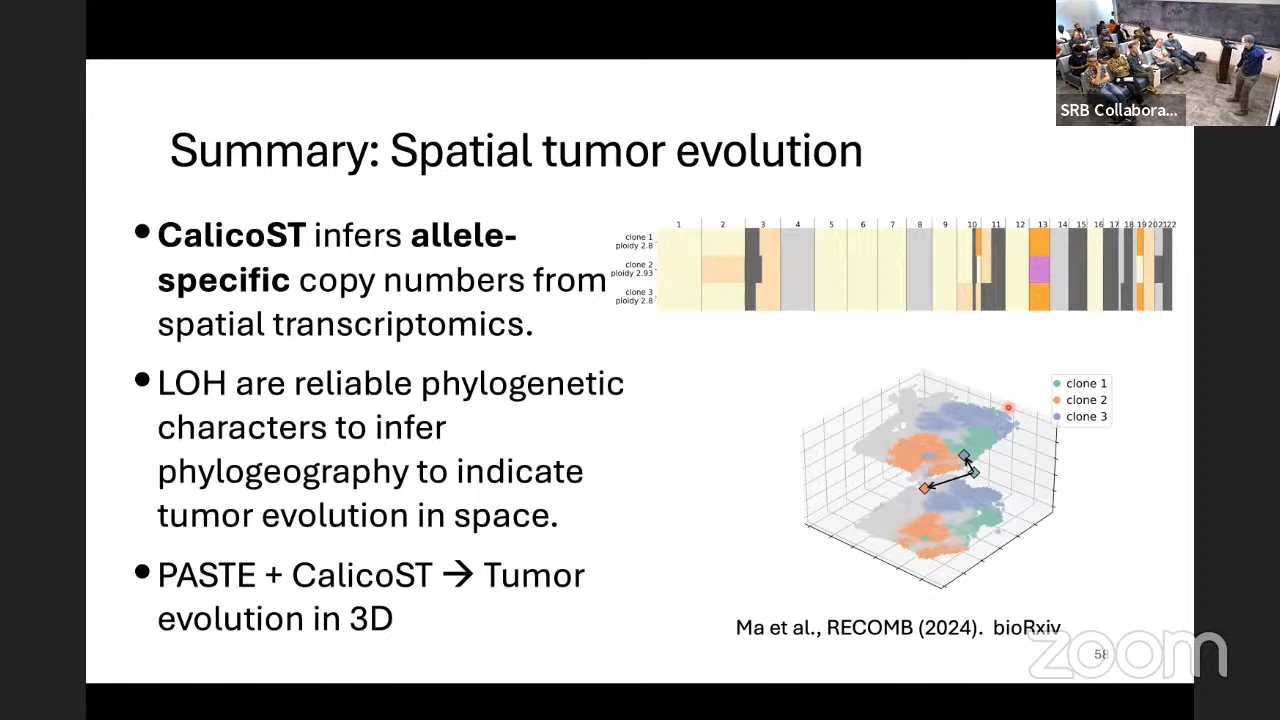 SRB Collabora...
Summary: Spatial tumor evolution
• CalicoST infers allele-
specific copy numbers from
spatial transcriptomics.
• LOH are reliable phylogenetic
characters to infer
phylogeography to indicate
tumor evolution in space.
• PASTE + CalicoST → Tumor
evolution in 3D
1 2 3 4 5 6 7 8 9 10 11 12 13 14 15 16 17 18 19 20 21 22
clone 1
ploidy 2.8
clone 2
ploidy 2.93
clone 3
ploidy 2.8
clone 1
clone 2
clone 3
Ma et al., RECOMB (2024). bioRxiv
58
zoom